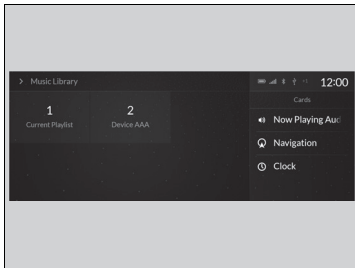 Music Library
12:00
Cards
1
Current Playlist
2
Device AAA
Now Playing Aud
Navigation
Clock